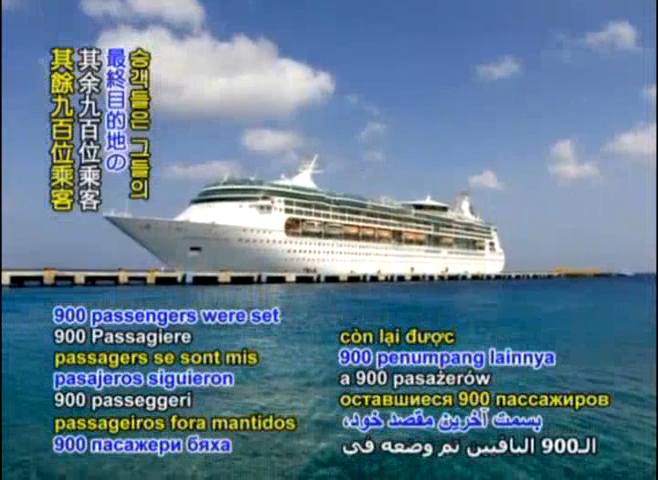 승객들은 그들의
最終目的地の
其余九百位乘客
其餘九百位乘客
900 passengers were set
900 Passagiere
passagers se sont mis
pasajeros siguieron
900 passeggeri
passageiros fora mantidos
900 пасажери бяха
còn lại được
900 penumpang lainnya
a 900 pasażerów
оставшиеся 900 пассажиров
بسمت آخرین مقصد خود،
الـ900 الباقيين تم وضعه في